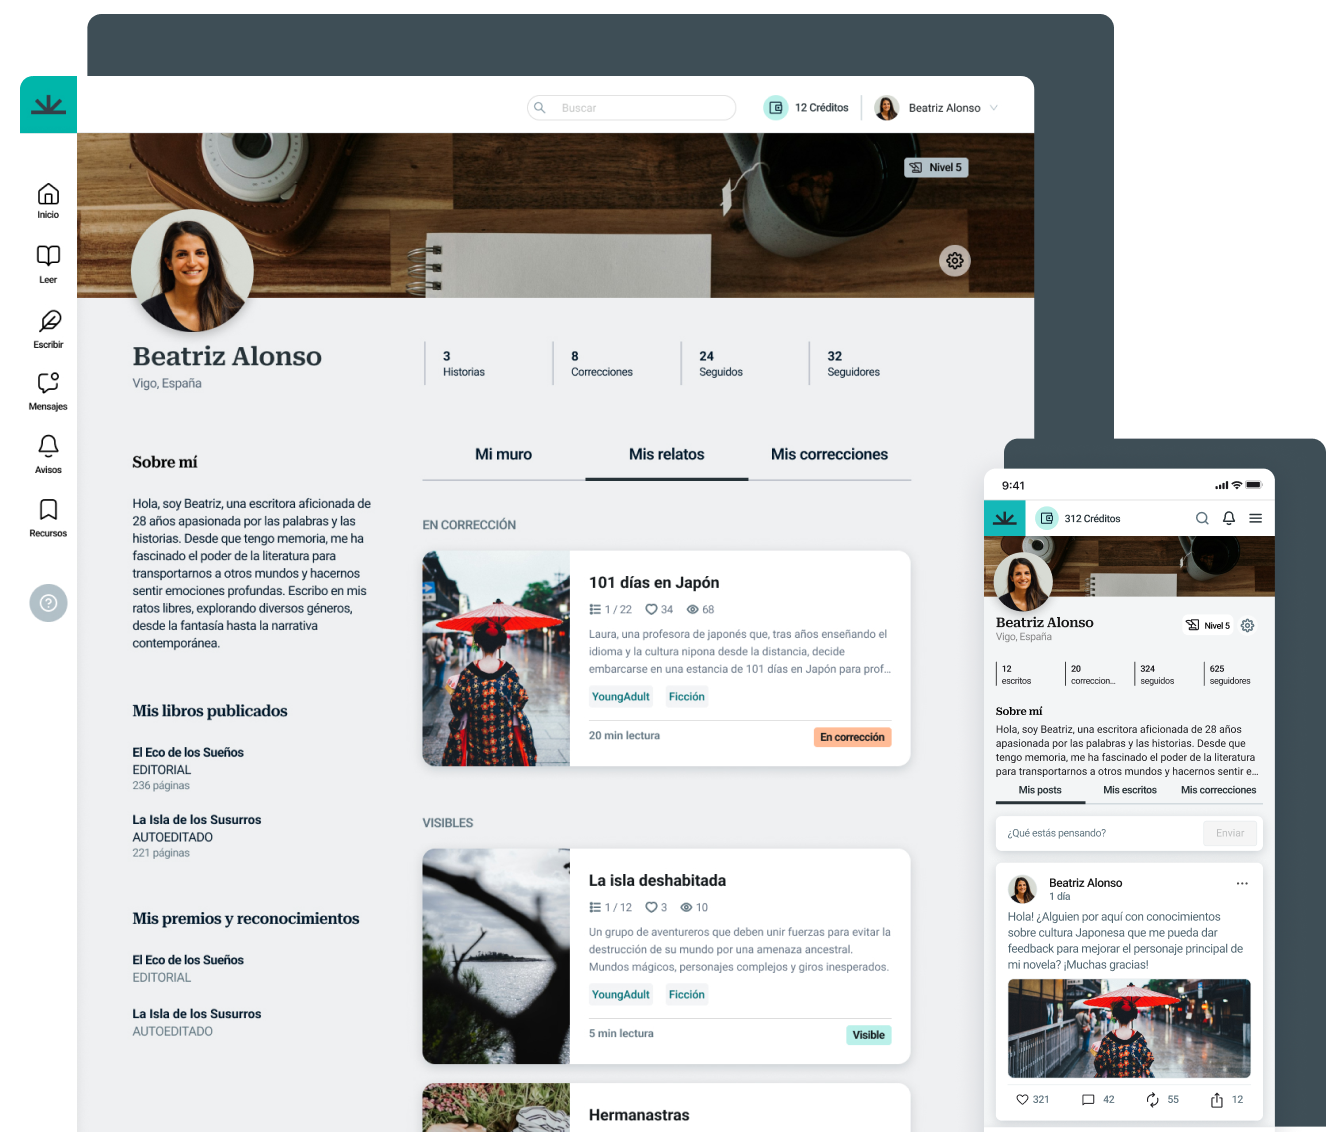 Buscar
12 Créditos
Beatriz Alonso
Nivel 5
Inicio
Leer
Escribir
Mensajes
Avisos
Recursos
Beatriz Alonso
Vigo, España
3
Historias
8
Correcciones
24
Seguidos
32
Seguidores
Sobre mí
Hola, soy Beatriz, una escritora aficionada de
28 años apasionada por las palabras y las
historias. Desde que tengo memoria, me ha
fascinado el poder de la literatura para
transportarnos a otros mundos y hacernos
sentir emociones profundas. Escribo en mis
ratos libres, explorando diversos géneros,
desde la fantasía hasta la narrativa
contemporánea.
Mis libros publicados
El Eco de los Sueños
EDITORIAL
236 páginas
La Isla de los Susurros
AUTOEDITADO
221 páginas
Mis premios y reconocimientos
El Eco de los Sueños
EDITORIAL
La Isla de los Susurros
AUTOEDITADO
Mi muro
Mis relatos
Mis correcciones
EN CORRECCIÓN
101 días en Japón
1 / 22
34
68
Laura, una profesora de japonés que, tras años enseñando el
idioma y la cultura nipona desde la distancia, decide
embarcarse en una estancia de 101 días en Japón para prof...
YoungAdult
Ficción
20 min lectura
En corrección
VISIBLES
La isla deshabitada
1 / 12
3
10
Un grupo de aventureros que deben unir fuerzas para evitar la
destrucción de su mundo por una amenaza ancestral.
Mundos mágicos, personajes complejos y giros inesperados.
YoungAdult
Ficción
5 min lectura
Visible
Hermanastras
9:41
312 Créditos
Beatriz Alonso
Vigo, España
Nivel 5
12
escritos
20
correccion...
324
seguidos
625
seguidores
Sobre mí
Hola, soy Beatriz, una escritora aficionada de 28 años
apasionada por las palabras y las historias. Desde que
tengo memoria, me ha fascinado el poder de la literatura
para transportarnos a otros mundos y hacernos sentir e...
Mis posts
Mis escritos
Mis correcciones
¿Qué estás pensando?
Enviar
Beatriz Alonso
1 día
Hola! ¿Alguien por aquí con conocimientos
sobre cultura Japonesa que me pueda dar
feedback para mejorar el personaje principal de
mi novela? ¡Muchas gracias!
321
42
55
12